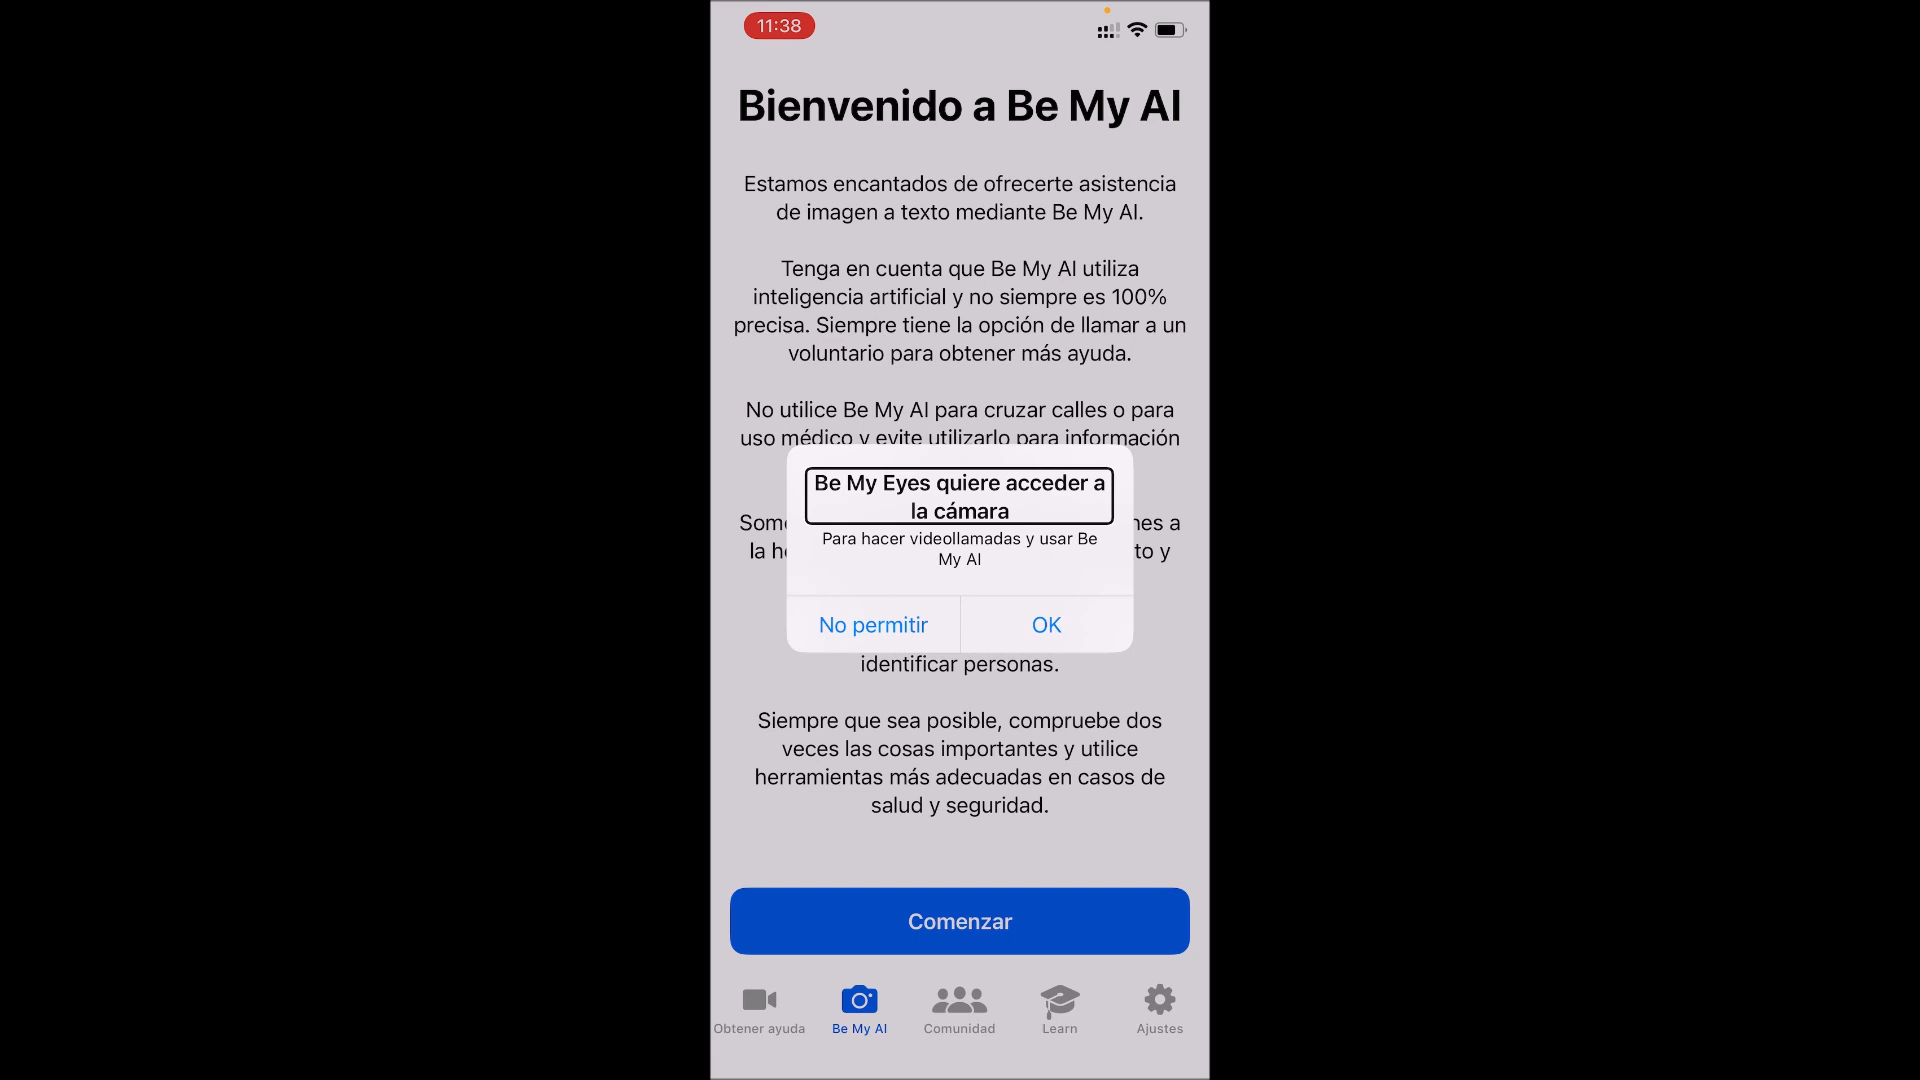 11:38
Bienvenido a Be My AI
Estamos encantados de ofrecerte asistencia
de imagen a texto mediante Be My AI.
Tenga en cuenta que Be My AI utiliza
inteligencia artificial y no siempre es 100%
precisa. Siempre tiene la opción de llamar a un
voluntario para obtener más ayuda.
No utilice Be My AI para cruzar calles o para
uso médico y evite utilizarlo para información
Be My Eyes quiere acceder a
la cámara
Para hacer videollamadas y usar Be
My AI
No permitir
OK
identificar personas.
Siempre que sea posible, compruebe dos
veces las cosas importantes y utilice
herramientas más adecuadas en casos de
salud y seguridad.
Comenzar
Obtener ayuda
Be My AI
Comunidad
Learn
Ajustes